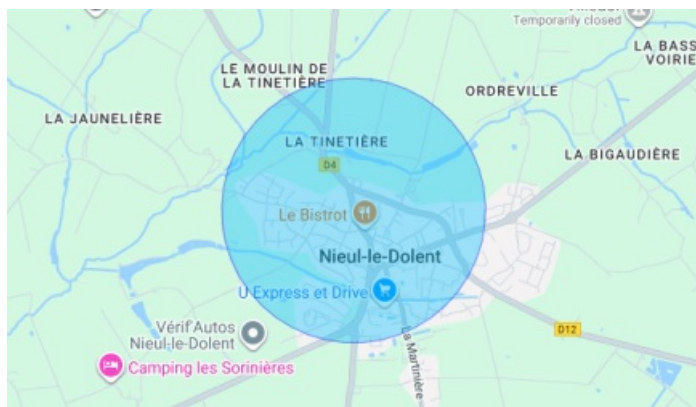 Temporarily closed
LA BASS
VOIRIE
LE MOULIN DE
LA TINETIÈRE
ORDREVILLE
LA JAUNELIÈRE
LA TINETIÈRE
D4
LA BIGAUDIÈRE
Le Bistrot
Nieul-le-Dolent
U Express et Drive
Vérif'Autos
Nieul-le-Dolent
La Martinière
D12
Camping les Sorinières